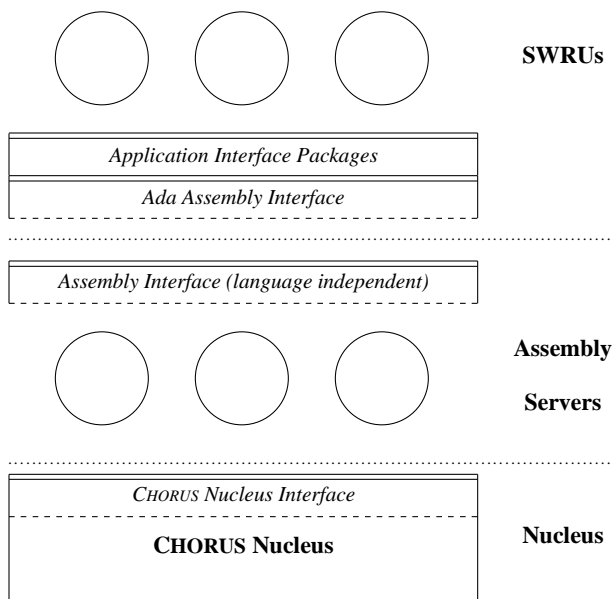 SWRUs
Application Interface Packages
Ada Assembly Interface
Assembly Interface (language independent)
Assembly
Servers
CHORUS Nucleus Interface
CHORUS Nucleus
Nucleus